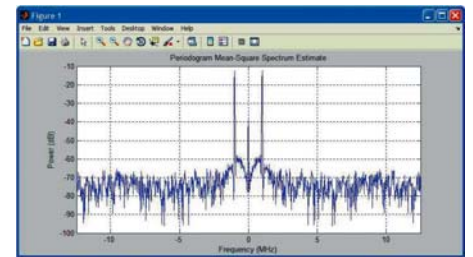 Figure 1
File Edit View Insert Tools Desktop Window Help
Periodogram Mean-Square Spectrum Estimate
-10
-20
-30
-40
-50
-60
-70
-80
-90
-100
Power (dB)
-10 -5 0 5 10
Frequency (MHz)